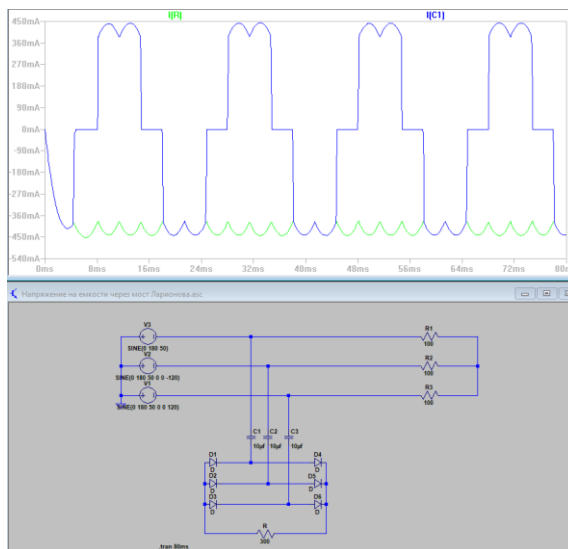 I(R) I(C1)
450mA
360mA
270mA
180mA
90mA
0mA
-90mA
-180mA
-270mA
-360mA
-450mA
-540mA
0ms 8ms 16ms 24ms 32ms 40ms 48ms 56ms 64ms 72ms 80ms
Напряжение на емкости через мост Ларионова.asc
V3
SINE(0 180 50)
R1
100
V2
SINE(0 180 50 0 0 -120)
R2
100
V1
SINE(0 180 50 0 0 120)
R3
100
C1 C2 C3
10µf 10µf 10µf
D1 D4
D D
D2 D5
D D
D3 D6
D D
R
300
.tran 80ms